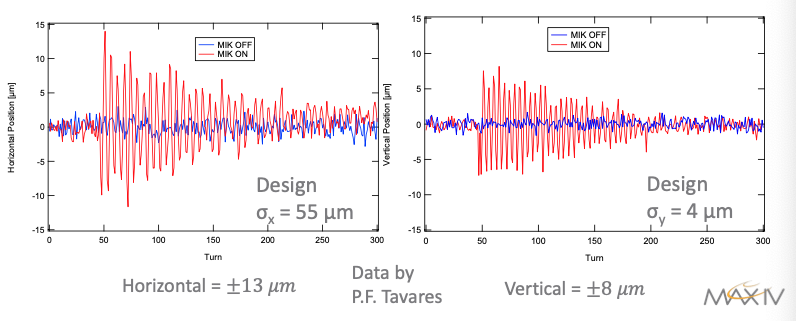 15
10
5
0
-5
-10
-15
Horizontal Position [µm]
MIK OFF
MIK ON
Design
σx = 55 µm
0
50
100
150
200
250
300
Turn
15
10
5
0
-5
-10
-15
Vertical Position [µm]
MIK OFF
MIK ON
Design
σy = 4 µm
0
50
100
150
200
250
300
Turn
Horizontal = ±13 µm
Data by
P.F. Tavares
Vertical = ±8 µm
MAX IV